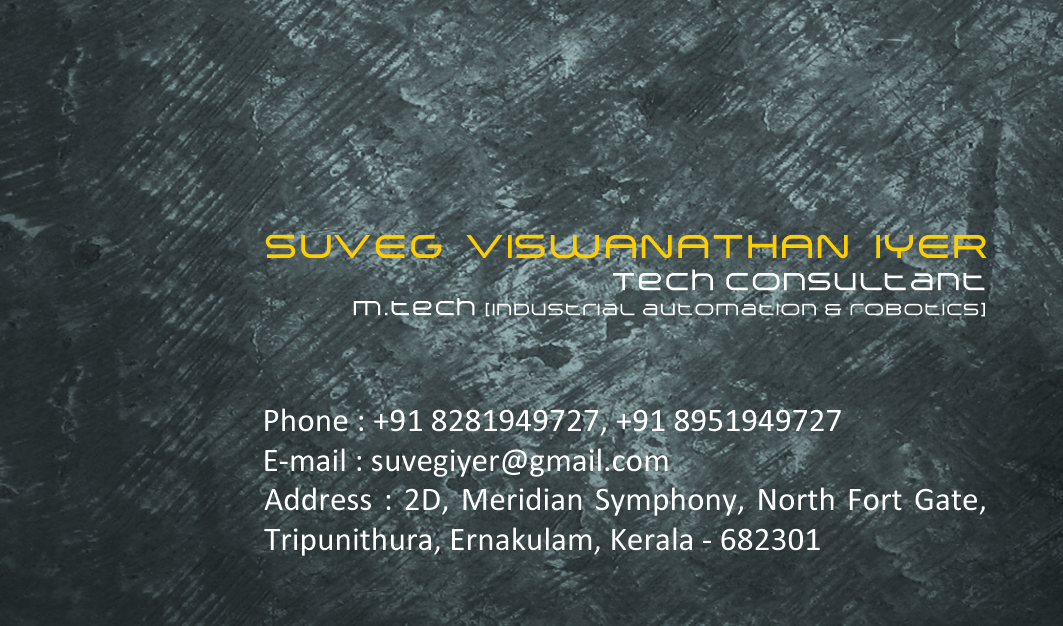 SUVEG VISWANATHAN IYER
Tech Consultant
M.Tech [Industrial Automation & Robotics]
Phone : +91 8281949727, +91 8951949727
E-mail : suvegiyer@gmail.com
Address : 2D, Meridian Symphony, North Fort Gate,
Tripunithura, Ernakulam, Kerala - 682301